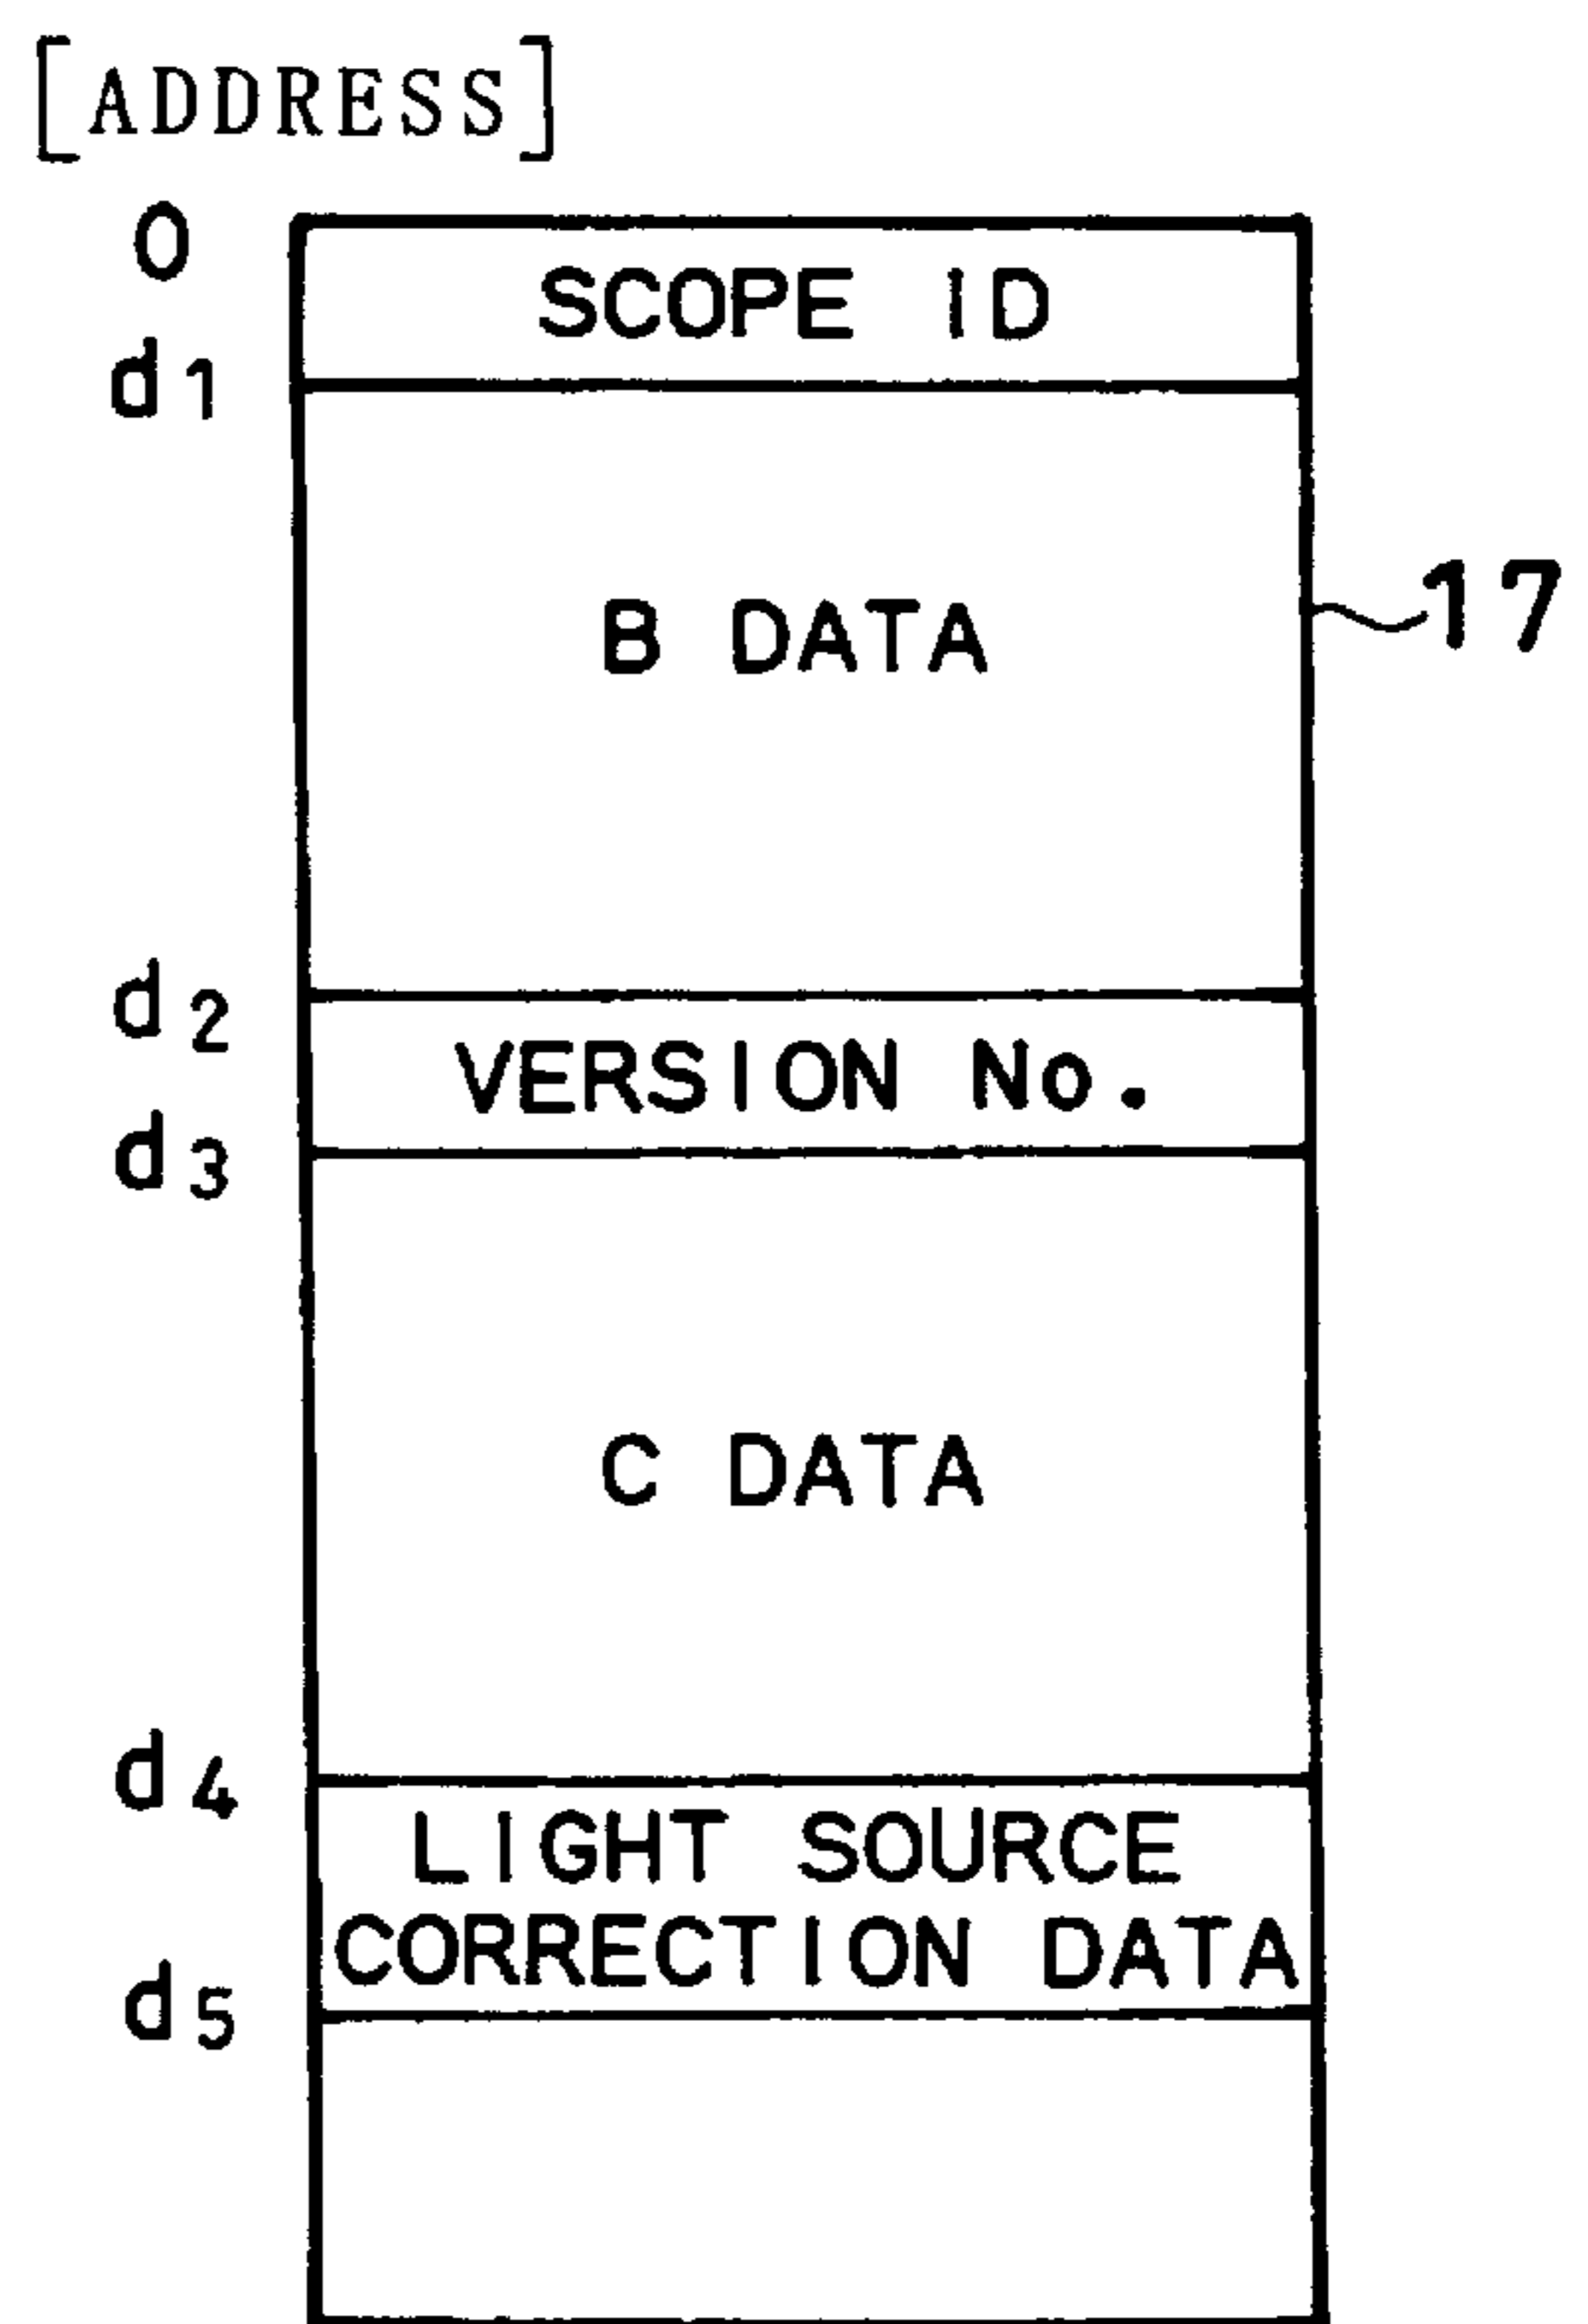 [ADDRESS]
0
SCOPE ID
d1
B DATA
17
d2
VERSION No.
d3
C DATA
d4
LIGHT SOURCE
CORRECTION DATA
d5